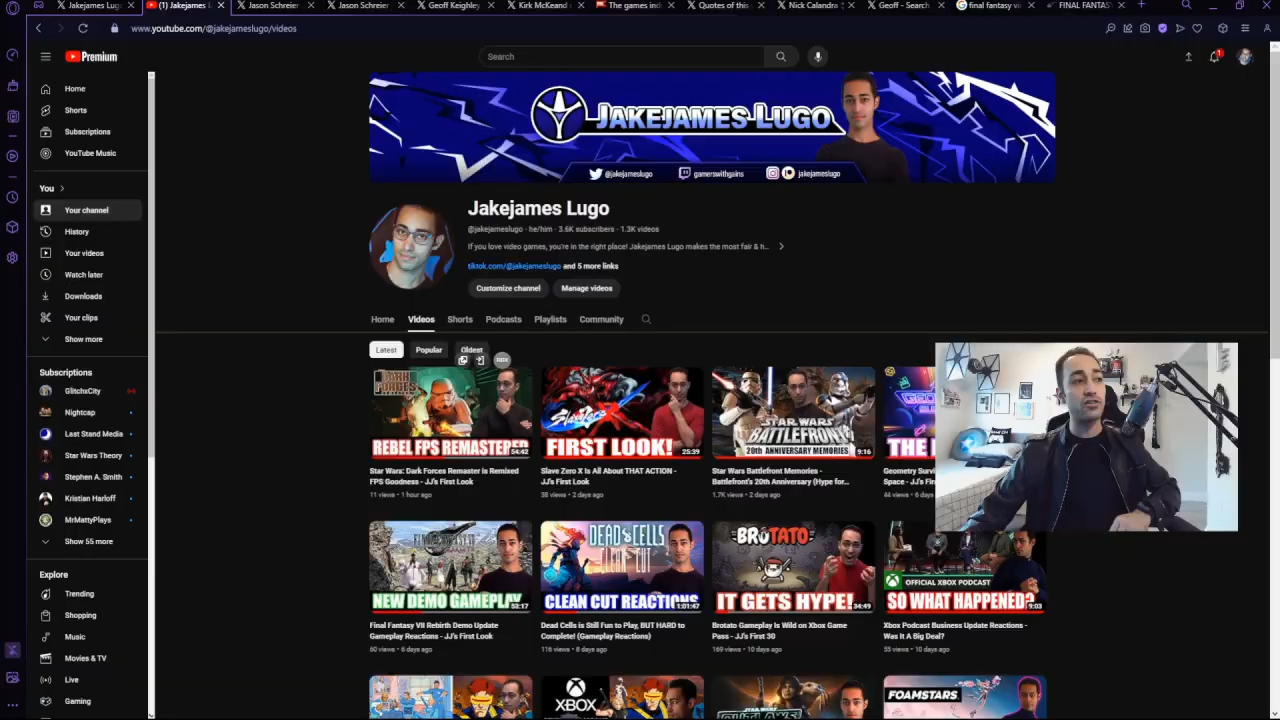 Jakejames Lug
(1) Jakejames L
Jason Schreier
Jason Schreier
Geoff Keighley
Kirk McKeand
The games ind
Quotes of this
Nick Calandra
Geoff - Search
final fantasy vi
FINAL FANTAS
www.youtube.com/@jakejameslugo/videos
Premium
Search
1
Home
Shorts
Subscriptions
YouTube Music
You
Your channel
History
Your videos
Watch later
Downloads
Your clips
Show more
Subscriptions
GlitchxCity
Nightcap
Last Stand Media
Star Wars Theory
Stephen A. Smith
Kristian Harloff
MrMattyPlays
Show 55 more
Explore
Trending
Shopping
Music
Movies & TV
Live
Gaming
JAKEJAMES LUGO
@jakejameslugo
gamerswithgains
jakejameslugo
Jakejames Lugo
@jakejameslugo · he/him · 3.6K subscribers · 1.3K videos
If you love video games, you're in the right place! Jakejames Lugo makes the most fair & h...
tiktok.com/@jakejameslugo and 5 more links
Customize channel
Manage videos
Home
Videos
Shorts
Podcasts
Playlists
Community
Latest
Popular
Oldest
DARK FORCES
REBEL FPS REMASTERED
54:42
Star Wars: Dark Forces Remaster is Remixed
FPS Goodness - JJ's First Look
11 views • 1 hour ago
FIRST LOOK!
25:39
Slave Zero X Is All About THAT ACTION -
JJ's First Look
38 views • 2 days ago
STAR WARS
BATTLEFRONT
20th ANNIVERSARY MEMORIES
9:16
Star Wars Battlefront Memories -
Battlefront's 20th Anniversary (Hype for...
1.7K views • 2 days ago
THE
Geometry Survi
Space - JJ's Fin
44 views • 6 days
NEW DEMO GAMEPLAY
53:17
Final Fantasy VII Rebirth Demo Update
Gameplay Reactions - JJ's First Look
60 views • 6 days ago
DEAD CELLS
CLEAN CUT
CLEAN CUT REACTIONS
1:01:47
Dead Cells is Still Fun to Play, BUT HARD to
Complete! (Gameplay Reactions)
116 views • 8 days ago
BROTATO
IT GETS HYPE!
34:49
Brotato Gameplay Is Wild on Xbox Game
Pass - JJ's First 30
169 views • 10 days ago
OFFICIAL XBOX PODCAST
SO WHAT HAPPENED?
9:03
Xbox Podcast Business Update Reactions -
Was It A Big Deal?
55 views • 10 days ago
XBOX
STAR WARS
OUTLAWS
FOAMSTARS